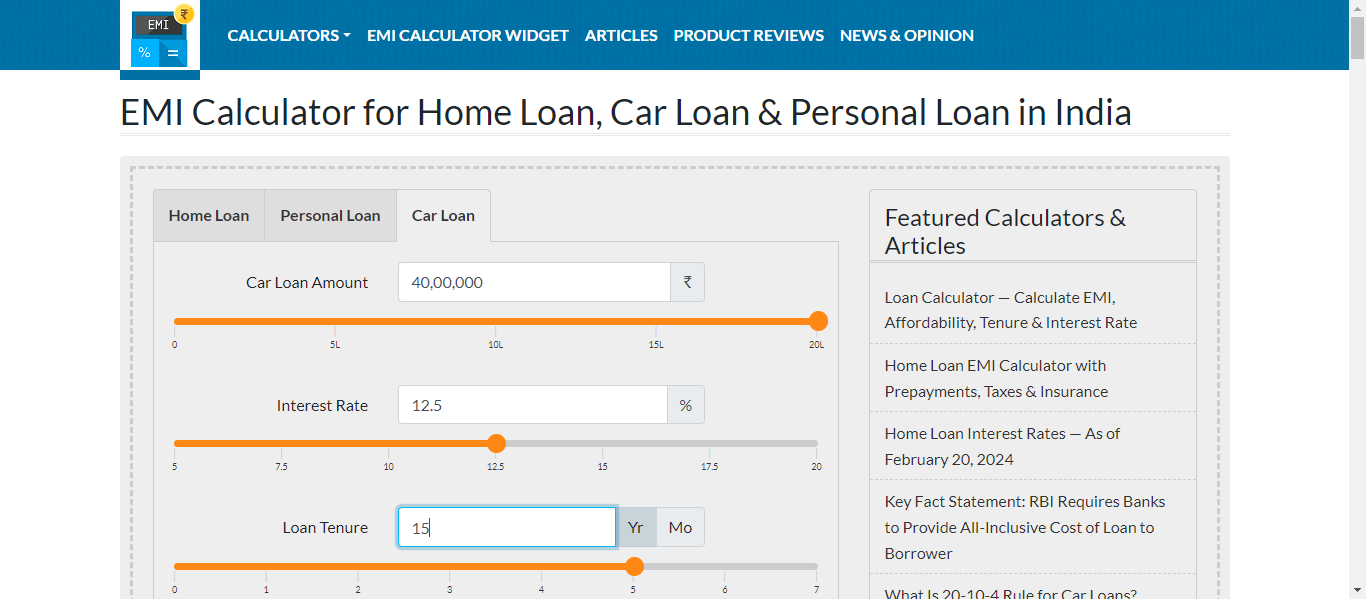 EMI
₹
%
=
CALCULATORS
EMI CALCULATOR WIDGET
ARTICLES
PRODUCT REVIEWS
NEWS & OPINION
EMI Calculator for Home Loan, Car Loan & Personal Loan in India
Home Loan
Personal Loan
Car Loan
Car Loan Amount
40,00,000
₹
0
5L
10L
15L
20L
Interest Rate
12.5
%
5
7.5
10
12.5
15
17.5
20
Loan Tenure
15
Yr
Mo
0
1
2
3
4
5
6
7
Featured Calculators &
Articles
Loan Calculator — Calculate EMI,
Affordability, Tenure & Interest Rate
Home Loan EMI Calculator with
Prepayments, Taxes & Insurance
Home Loan Interest Rates — As of
February 20, 2024
Key Fact Statement: RBI Requires Banks
to Provide All-Inclusive Cost of Loan to
Borrower
What Is 20-10-4 Rule for Car Loans?